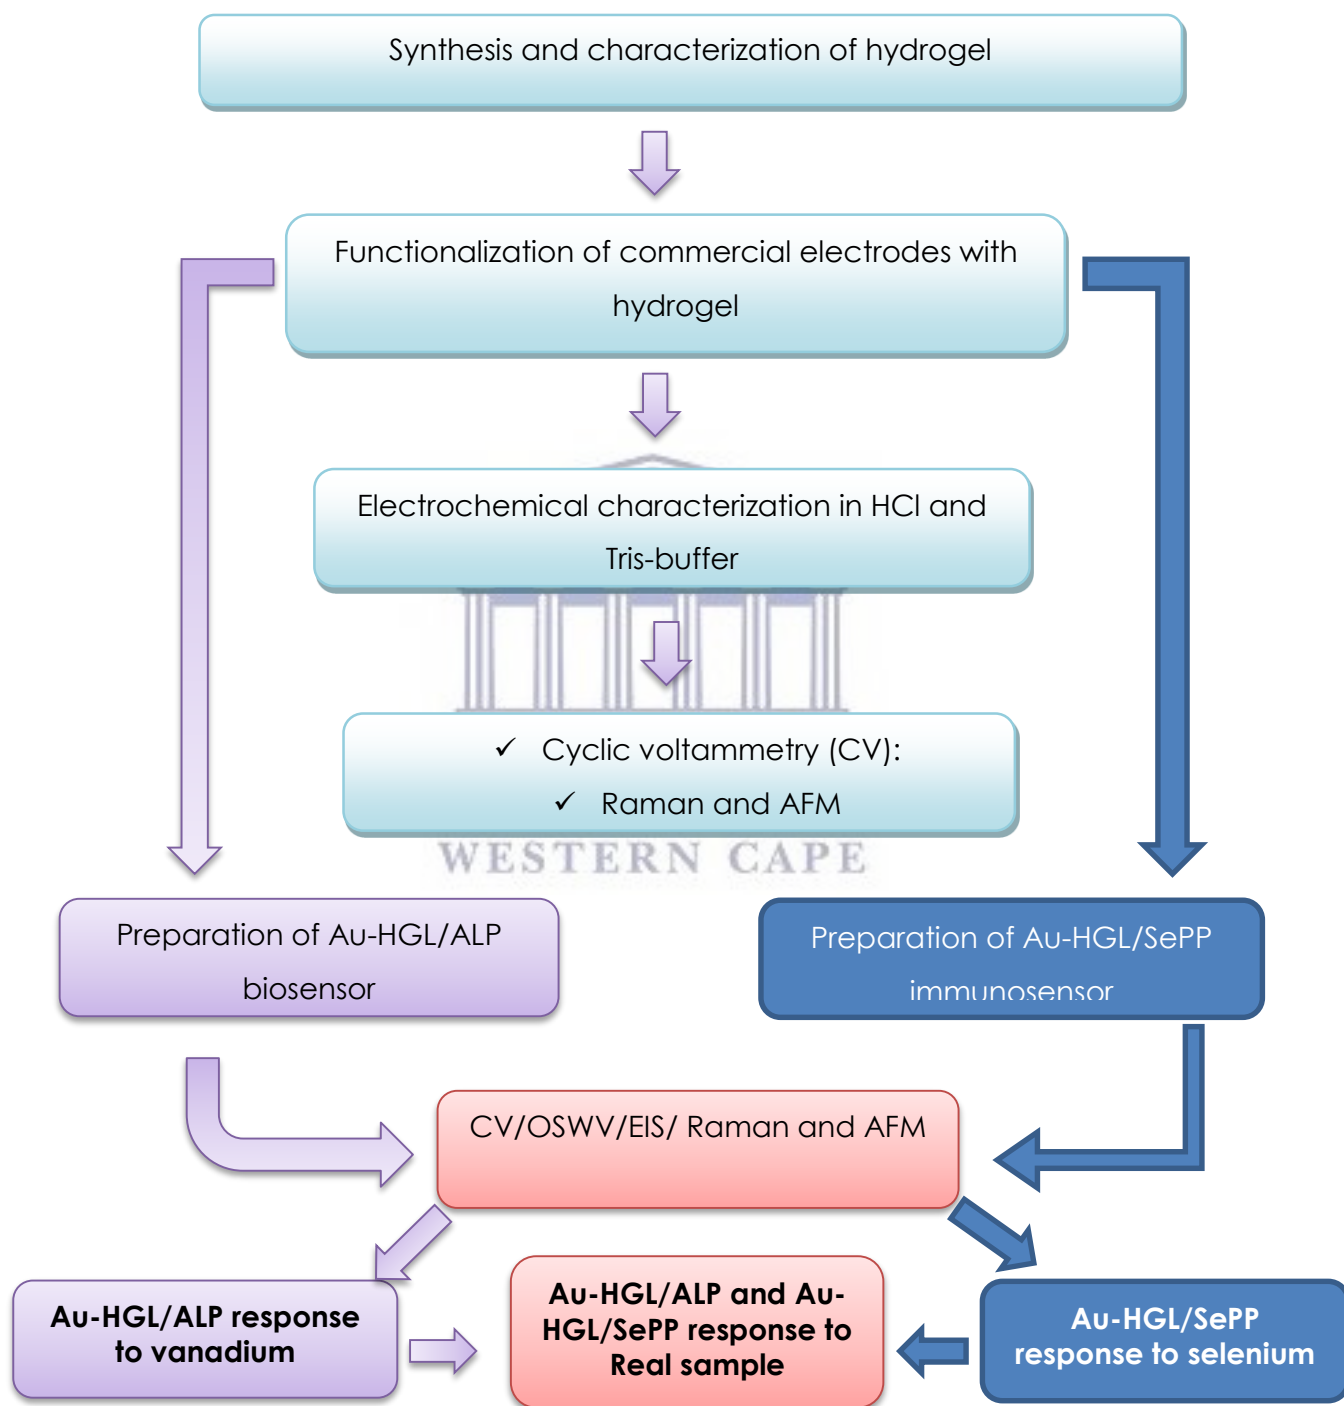 Synthesis and characterization of hydrogel
Functionalization of commercial electrodes with
hydrogel
Electrochemical characterization in HCl and
Tris-buffer
✓ Cyclic voltammetry (CV):
✓ Raman and AFM
WESTERN CAPE
Preparation of Au-HGL/ALP
biosensor
Preparation of Au-HGL/SePP
immunosensor
CV/OSWV/EIS/ Raman and AFM
Au-HGL/ALP response
to vanadium
Au-HGL/ALP and Au-
HGL/SePP response to
Real sample
Au-HGL/SePP
response to selenium